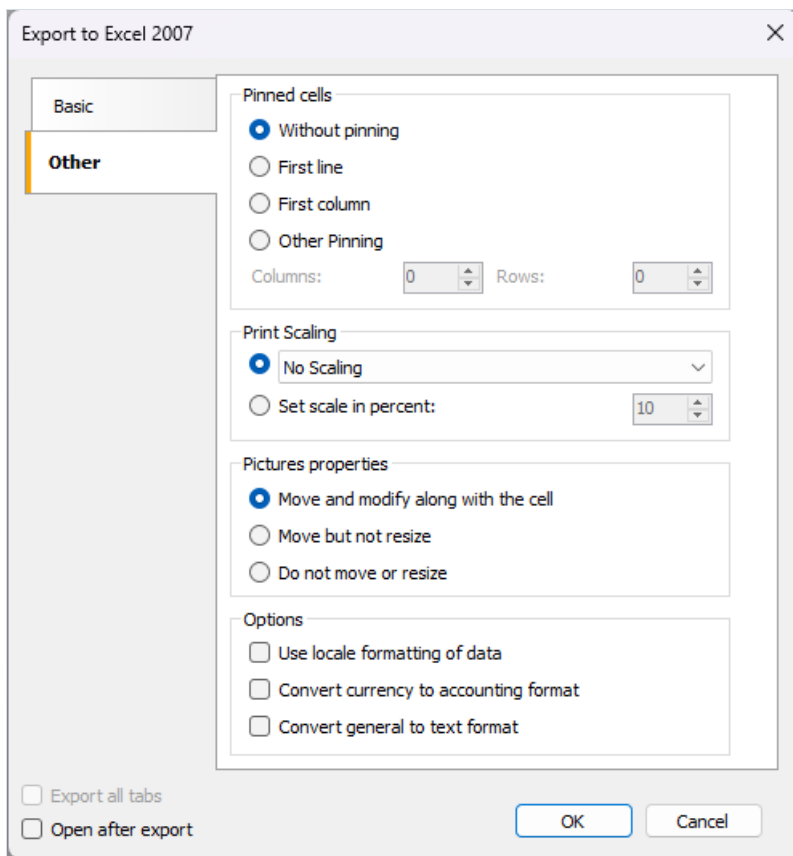 Export to Excel 2007
Basic
Other
Pinned cells
Without pinning
First line
First column
Other Pinning
Columns: 0 Rows: 0
Print Scaling
No Scaling
Set scale in percent: 10
Pictures properties
Move and modify along with the cell
Move but not resize
Do not move or resize
Options
Use locale formatting of data
Convert currency to accounting format
Convert general to text format
Export all tabs
Open after export
OK Cancel